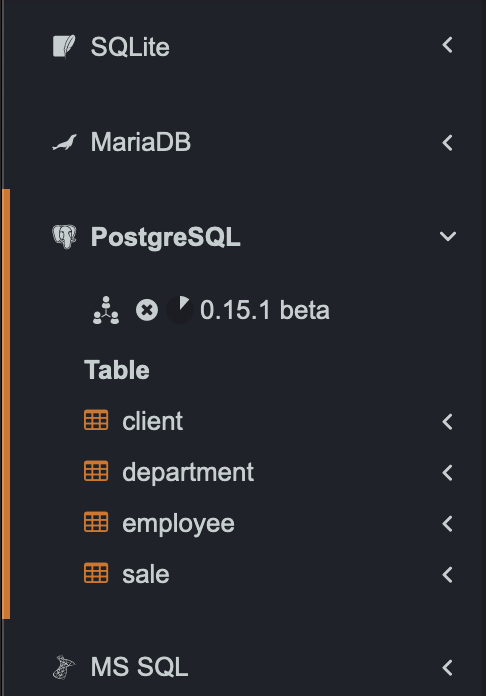 SQLite
MariaDB
PostgreSQL
0.15.1 beta
Table
client
department
employee
sale
MS SQL